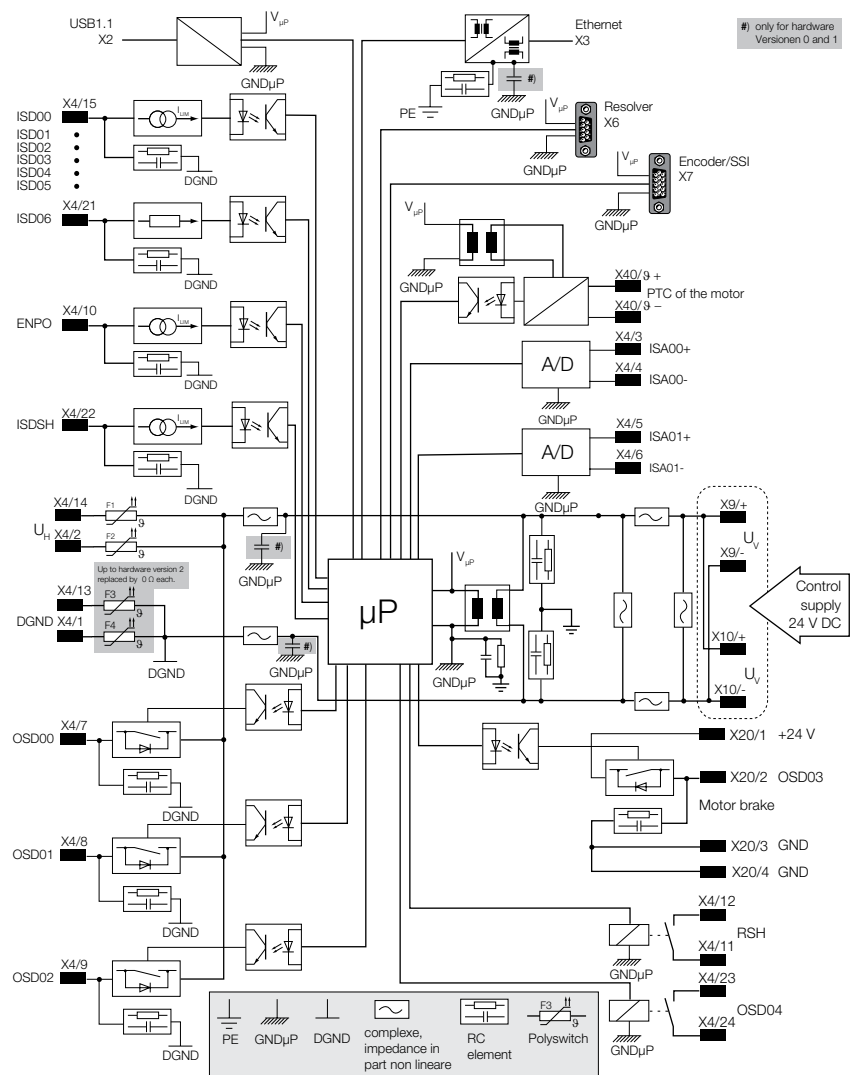 USB1.1
X2
VµP
GNDµP
Ethernet
X3
#) only for hardware
Versionen 0 and 1
#)
PE
GNDµP
VµP
Resolver
X6
GNDµP
VµP
Encoder/SSI
X7
GNDµP
ISD00
X4/15
ILIM
ISD01
ISD02
ISD03
ISD04
ISD05
DGND
ISD06
X4/21
DGND
VµP
GNDµP
X40/ϑ +
PTC of the motor
X40/ϑ –
ENPO
X4/10
ILIM
DGND
A/D
X4/3
ISA00+
X4/4
ISA00-
GNDµP
ISDSH
X4/22
ILIM
DGND
A/D
X4/5
ISA01+
X4/6
ISA01-
GNDµP
X4/14
F1
ϑ
UH
X4/2
F2
ϑ
#)
GNDµP
X9/+
UV
X9/-
Up to hardware version 2
replaced by 0 Ω each.
X4/13
F3
ϑ
DGND
X4/1
F4
ϑ
DGND
#)
GNDµP
µP
VµP
GNDµP
Control
supply
24 V DC
X10/+
UV
X10/-
OSD00
X4/7
DGND
X20/1 +24 V
X20/2 OSD03
Motor brake
X20/3 GND
X20/4 GND
OSD01
X4/8
DGND
OSD02
X4/9
DGND
X4/12
RSH
X4/11
GNDµP
X4/23
OSD04
X4/24
GNDµP
PE
GNDµP
DGND
complexe,
impedance in
part non lineare
RC
element
F3
ϑ
Polyswitch